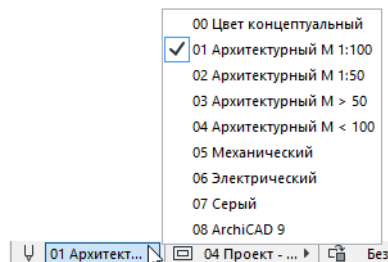 00 Цвет концептуальный
01 Архитектурный М 1:100
02 Архитектурный М 1:50
03 Архитектурный М > 50
04 Архитектурный М < 100
05 Механический
06 Электрический
07 Серый
08 ArchiCAD 9
01 Архитект... 04 Проект - ... Без